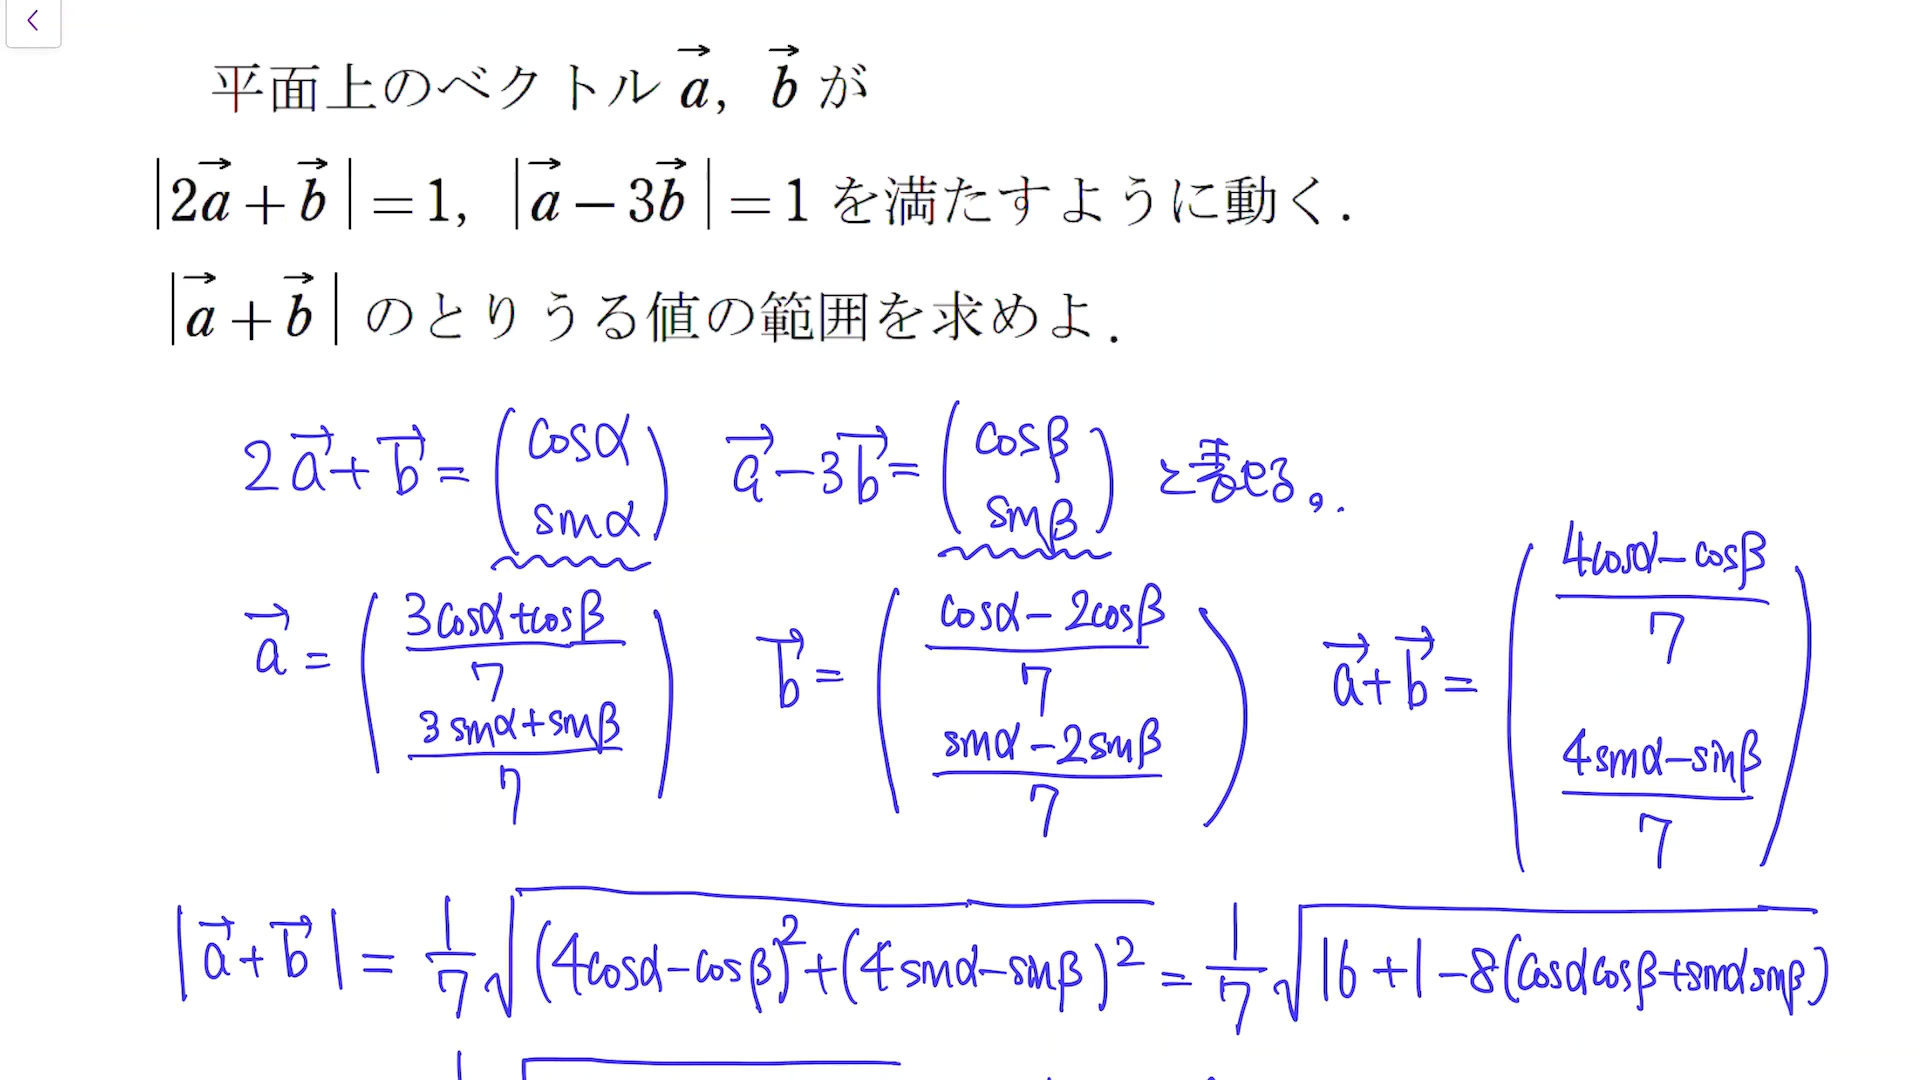 平面上のベクトル a→, b→ が
|2a→ + b→| = 1, |a→ − 3b→| = 1 を満たすように動く.
|a→ + b→| のとりうる値の範囲を求めよ.
2a→ + b→ = (cosα sinα) a→ − 3b→ = (cosβ sinβ) と書ける。
a→ = ((3cosα+cosβ)/7 (3sinα+sinβ)/7) b→ = ((cosα−2cosβ)/7 (sinα−2sinβ)/7) a→+b→ = ((4cosα−cosβ)/7 (4sinα−sinβ)/7)
|a→+b→| = 1/7 √((4cosα−cosβ)²+(4sinα−sinβ)²) = 1/7 √(16+1−8(cosαcosβ+sinαsinβ))